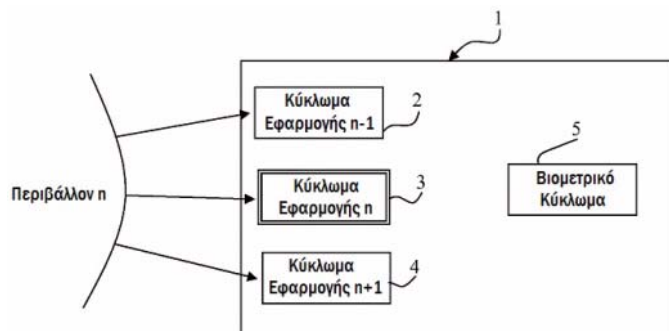 1
Κύκλωμα
Εφαρμογής n-1
2
5
Περιβάλλον n
Κύκλωμα
Εφαρμογής n
3
Βιομετρικό
Κύκλωμα
Κύκλωμα
Εφαρμογής n+1
4